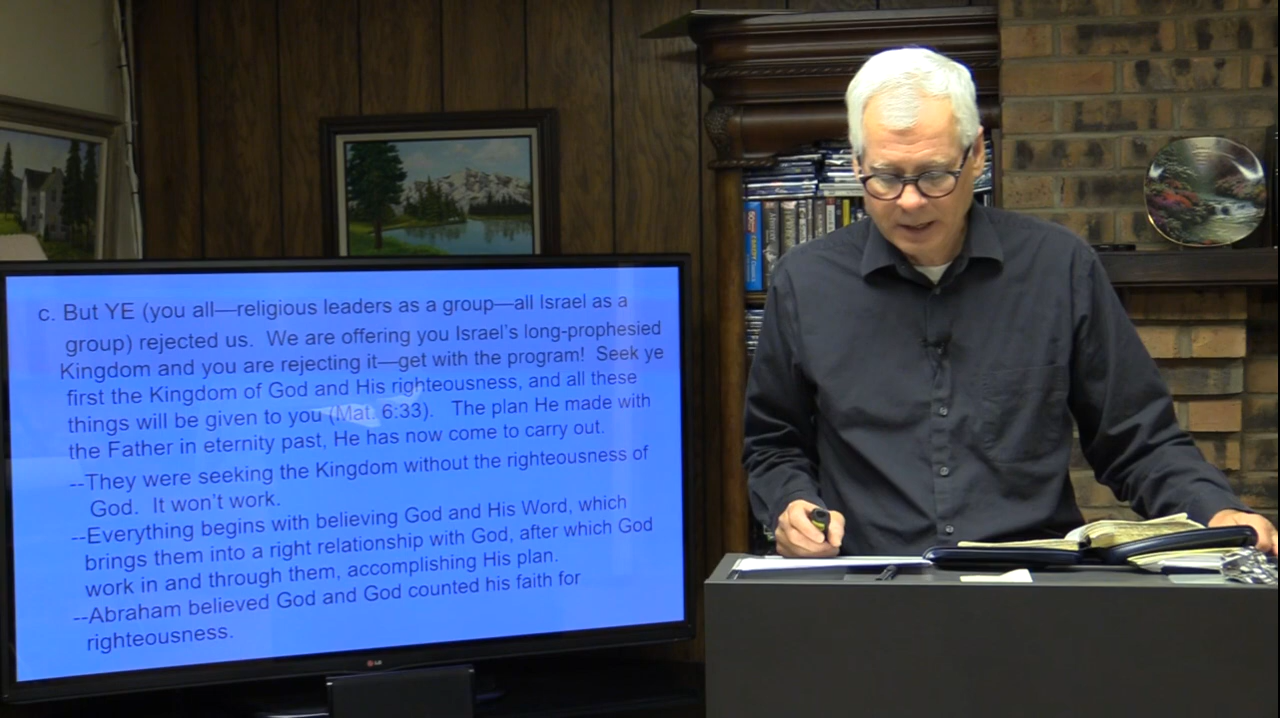 c. But YE (you all—religious leaders as a group—all Israel as a
group) rejected us. We are offering you Israel's long-prophesied
Kingdom and you are rejecting it—get with the program! Seek ye
first the Kingdom of God and His righteousness, and all these
things will be given to you (Mat. 6:33). The plan He made with
the Father in eternity past, He has now come to carry out.
--They were seeking the Kingdom without the righteousness of
God. It won't work.
--Everything begins with believing God and His Word, which
brings them into a right relationship with God, after which God
work in and through them, accomplishing His plan.
--Abraham believed God and God counted his faith for
righteousness.
LG